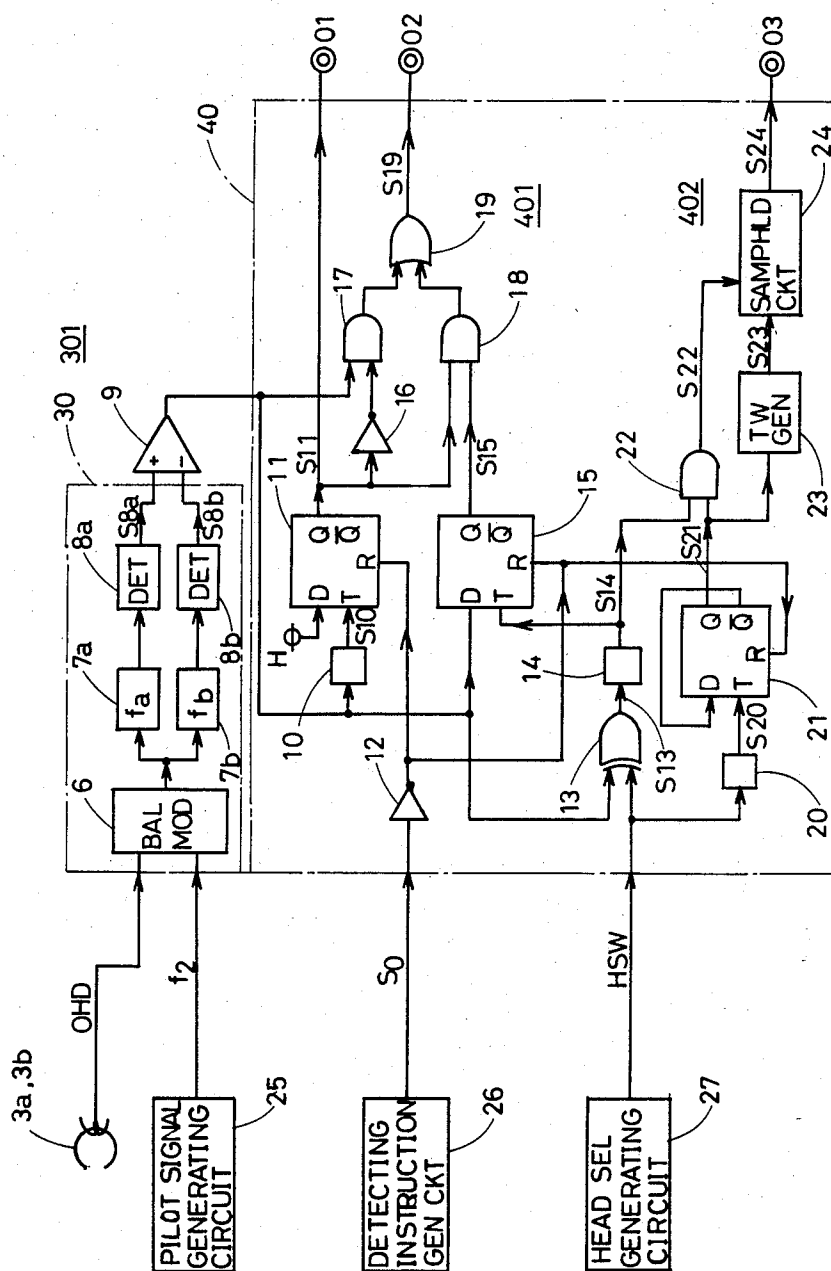 3a,3b
OHD
PILOT SIGNAL
GENERATING
CIRCUIT
25
f2
DETECTING
INSTRUCTION
GEN CKT
26
S0
HEAD SEL
GENERATING
CIRCUIT
27
HSW
301
30
6
BAL
MOD
7a
fa
fb
7b
8a
DET
DET
8b
S8a
S8b
9
+
−
40
H
10
S10
11
D
T
Q
Q
R
S11
12
16
17
18
19
S19
401
01
02
15
D
T
Q
Q
R
S15
13
S13
14
S14
20
S20
21
D
T
Q
Q
R
S21
22
S22
TW
GEN
23
S23
SAMPHLD
CKT
24
S24
402
03